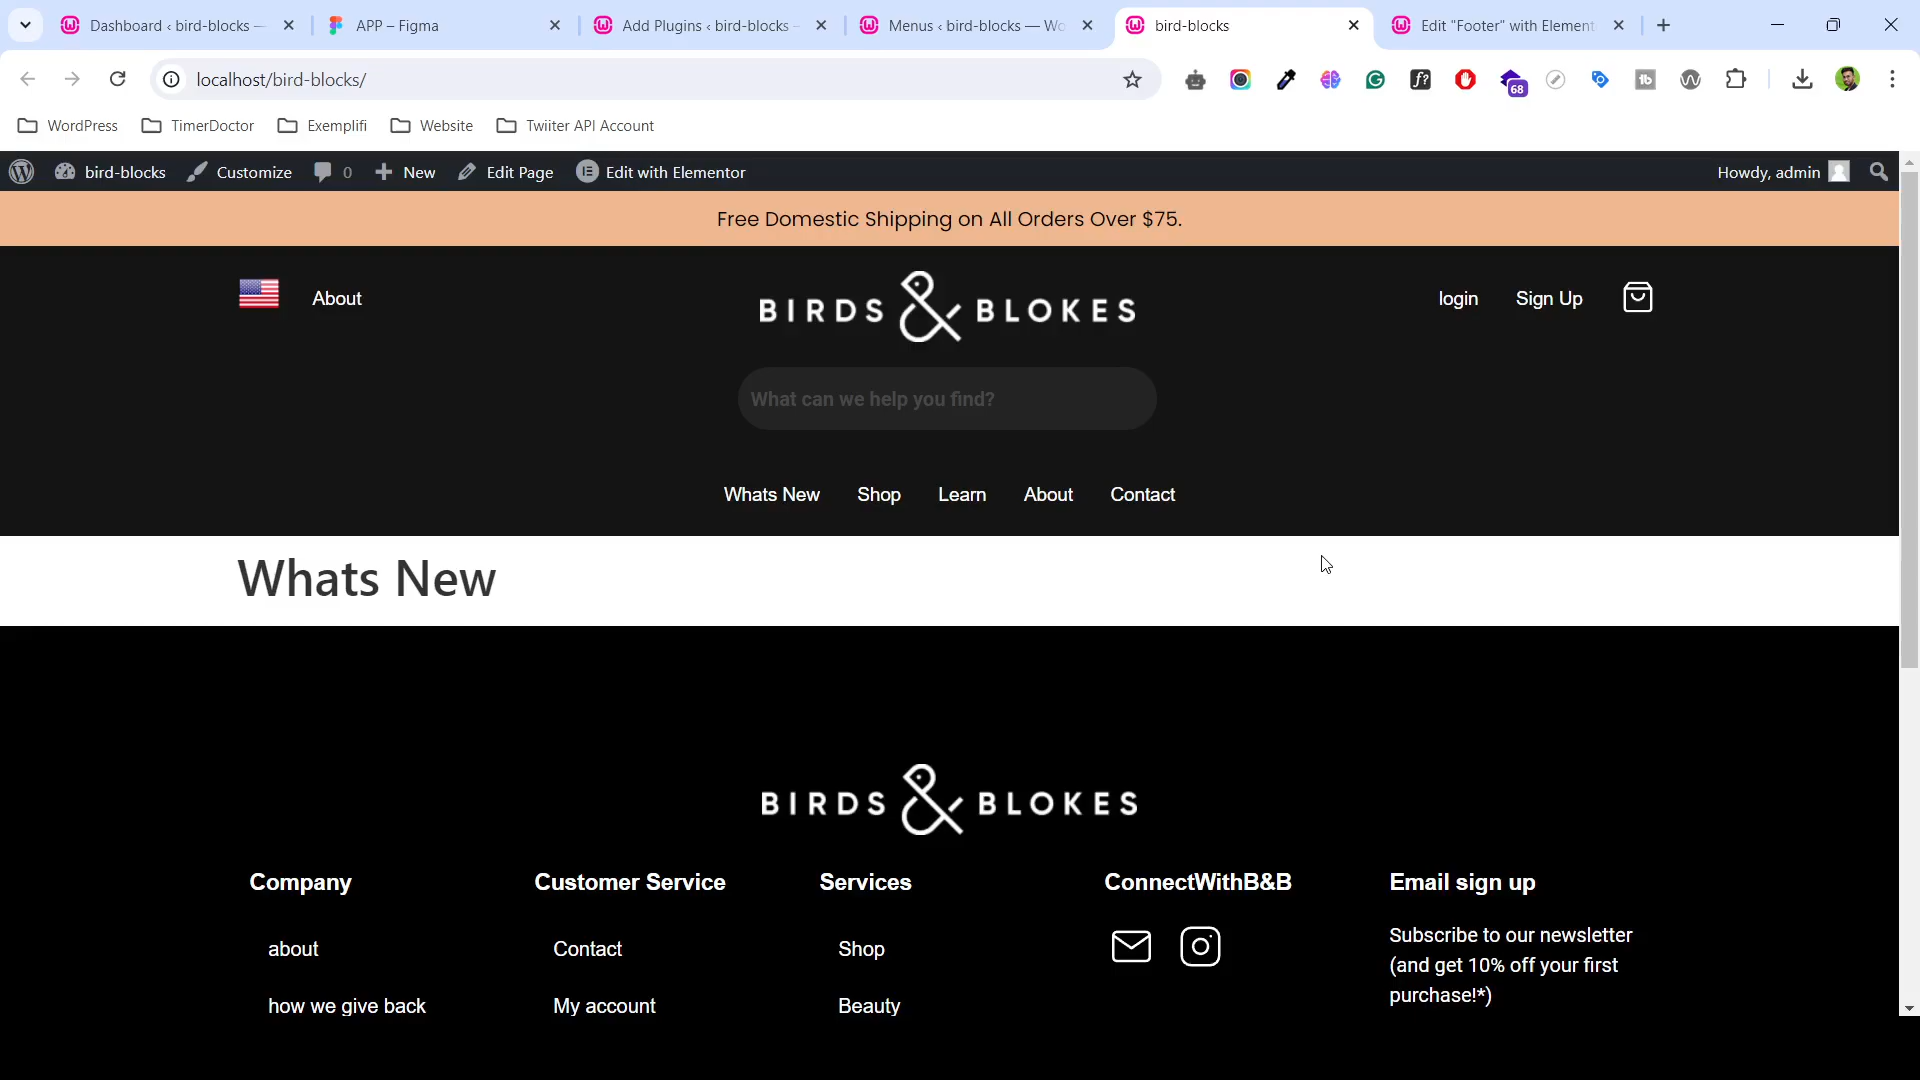 Dashboard ‹ bird-blocks —
APP – Figma
Add Plugins ‹ bird-blocks –
Menus ‹ bird-blocks — Wo
bird-blocks
Edit "Footer" with Element
localhost/bird-blocks/
68
WordPress
TimerDoctor
Exemplifi
Website
Twiiter API Account
bird-blocks
Customize
0
New
Edit Page
Edit with Elementor
Howdy, admin
Free Domestic Shipping on All Orders Over $75.
About
BIRDS & BLOKES
login
Sign Up
What can we help you find?
Whats New
Shop
Learn
About
Contact
Whats New
BIRDS & BLOKES
Company
Customer Service
Services
ConnectWithB&B
Email sign up
about
Contact
Shop
Subscribe to our newsletter
(and get 10% off your first
purchase!*)
how we give back
My account
Beauty